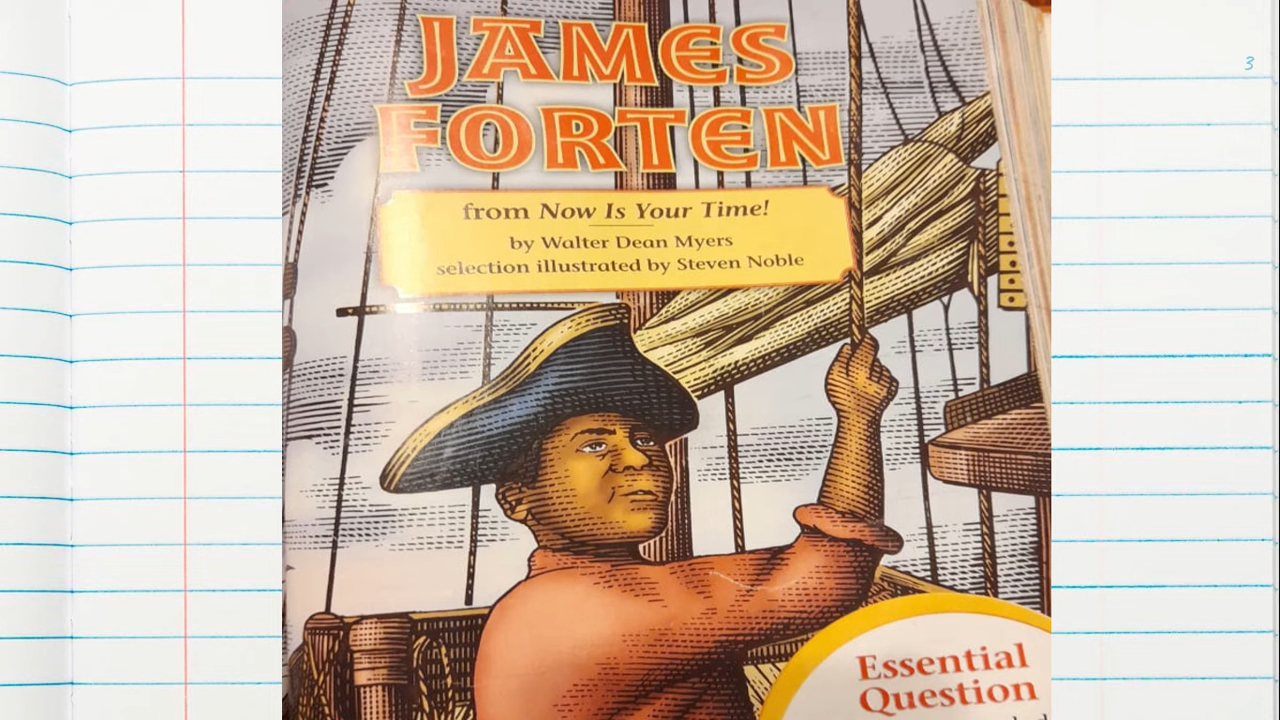 3
JAMES
FORTEN
from Now Is Your Time!
by Walter Dean Myers
selection illustrated by Steven Noble
Essential
Question